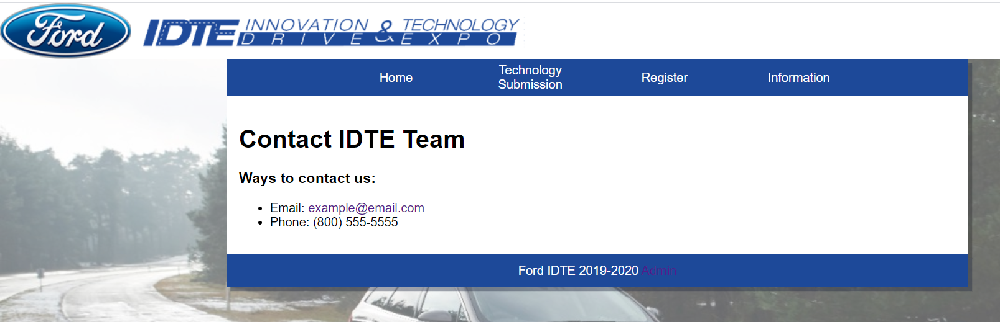 Ford
IDTE INNOVATION & TECHNOLOGY
DRIVE & EXPO
Home
Technology
Submission
Register
Information
Contact IDTE Team
Ways to contact us:
Email: example@email.com
Phone: (800) 555-5555
Ford IDTE 2019-2020 Admin